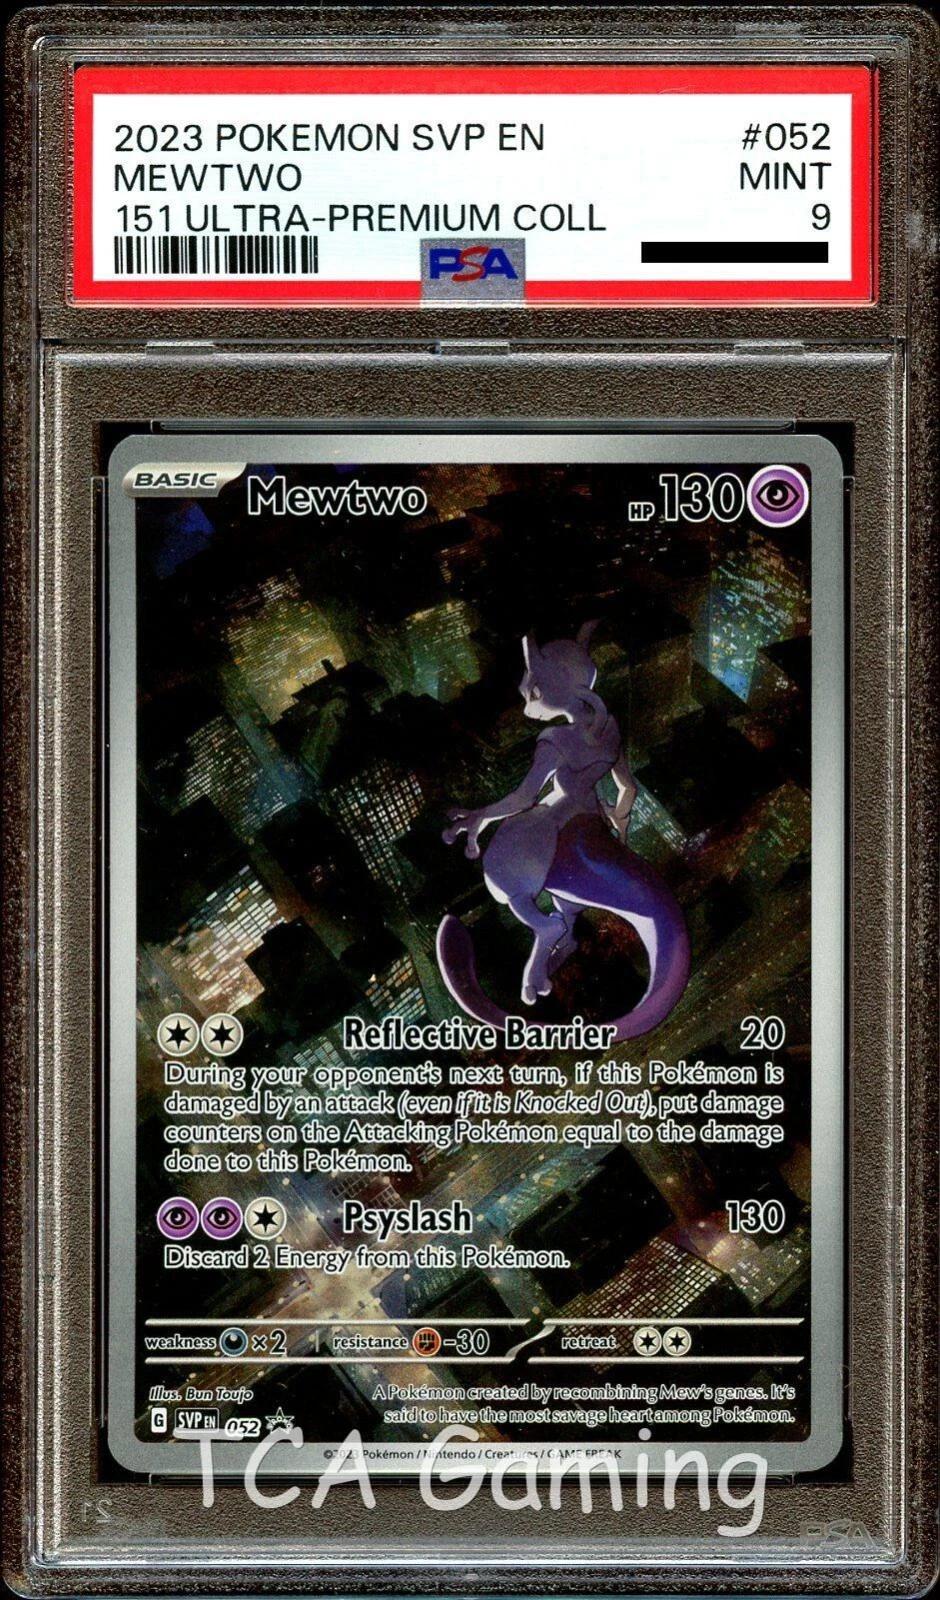 2023 POKEMON SVP EN #052
MEWTWO MINT
151 ULTRA-PREMIUM COLL 9
PSA
BASIC Mewtwo HP 130
Reflective Barrier 20
During your opponent's next turn, if this Pokémon is
damaged by an attack (even if it is Knocked Out), put damage
counters on the Attacking Pokémon equal to the damage
done to this Pokémon.
Psyslash 130
Discard 2 Energy from this Pokémon.
weakness ×2 resistance -30 retreat
Illus. Bun Toujo
A Pokémon created by recombining Mew's genes. It's
said to have the most savage heart among Pokémon.
G SVP EN 052
©2023 Pokémon / Nintendo / Creatures / GAME FREAK
TCA Gaming
PSA